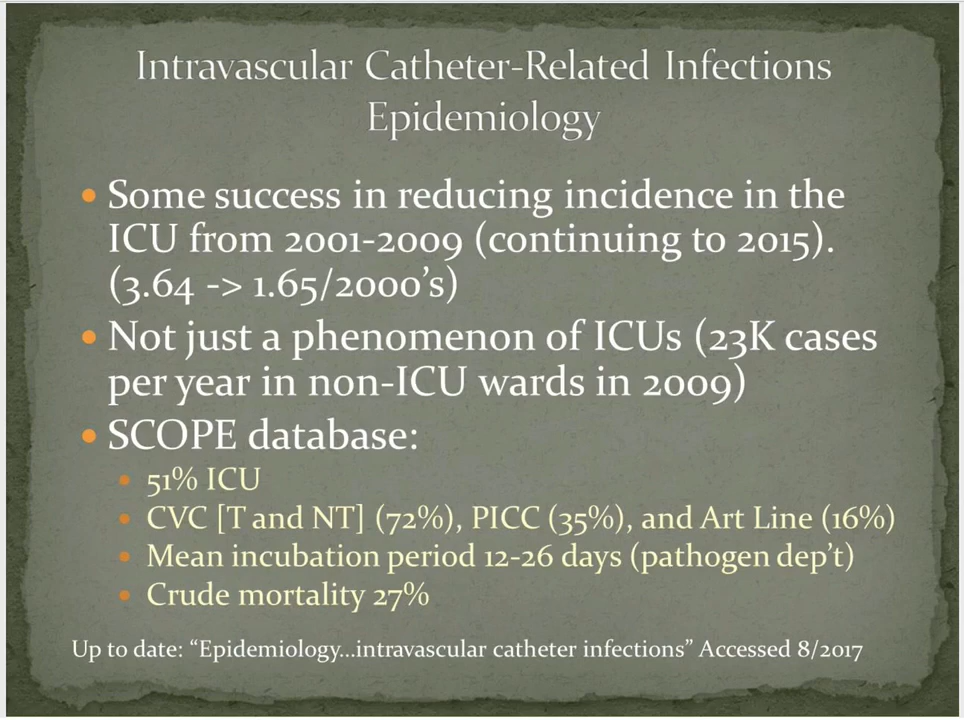 Intravascular Catheter-Related Infections
Epidemiology
• Some success in reducing incidence in the
ICU from 2001-2009 (continuing to 2015).
(3.64 -> 1.65/2000's)
• Not just a phenomenon of ICUs (23K cases
per year in non-ICU wards in 2009)
• SCOPE database:
• 51% ICU
• CVC [T and NT] (72%), PICC (35%), and Art Line (16%)
• Mean incubation period 12-26 days (pathogen dep't)
• Crude mortality 27%
Up to date: “Epidemiology...intravascular catheter infections” Accessed 8/2017